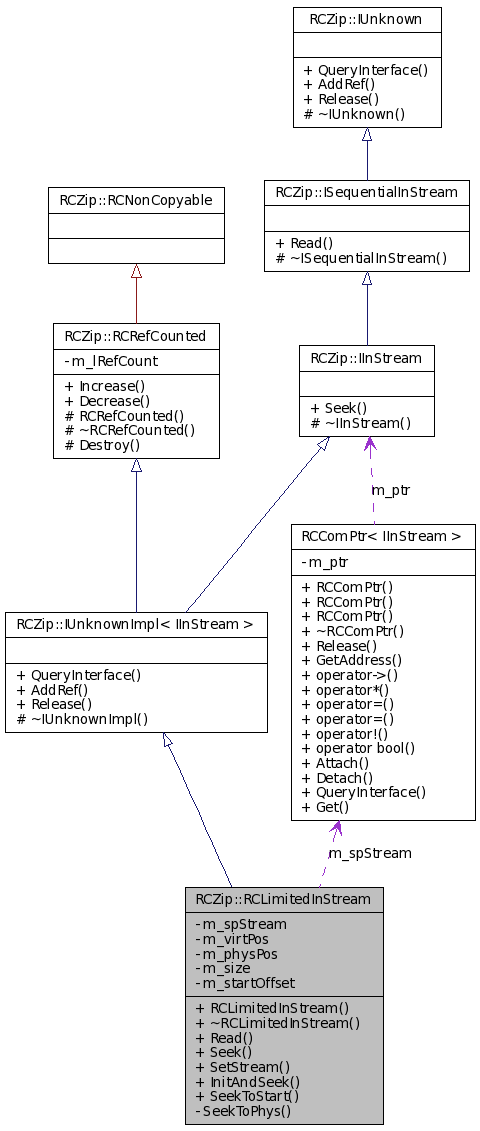 RCZip::IUnknown
+ QueryInterface()
+ AddRef()
+ Release()
# ~IUnknown()
RCZip::ISequentialInStream
+ Read()
# ~ISequentialInStream()
RCZip::RCNonCopyable
RCZip::RCRefCounted
- m_lRefCount
+ Increase()
+ Decrease()
# RCRefCounted()
# ~RCRefCounted()
# Destroy()
RCZip::IInStream
+ Seek()
# ~IInStream()
m_ptr
RCComPtr< IInStream >
- m_ptr
+ RCComPtr()
+ RCComPtr()
+ RCComPtr()
+ ~RCComPtr()
+ Release()
+ GetAddress()
+ operator->()
+ operator*()
+ operator=()
+ operator=()
+ operator!()
+ operator bool()
+ Attach()
+ Detach()
+ QueryInterface()
+ Get()
RCZip::IUnknownImpl< IInStream >
+ QueryInterface()
+ AddRef()
+ Release()
# ~IUnknownImpl()
m_spStream
RCZip::RCLimitedInStream
- m_spStream
- m_virtPos
- m_physPos
- m_size
- m_startOffset
+ RCLimitedInStream()
+ ~RCLimitedInStream()
+ Read()
+ Seek()
+ SetStream()
+ InitAndSeek()
+ SeekToStart()
- SeekToPhys()